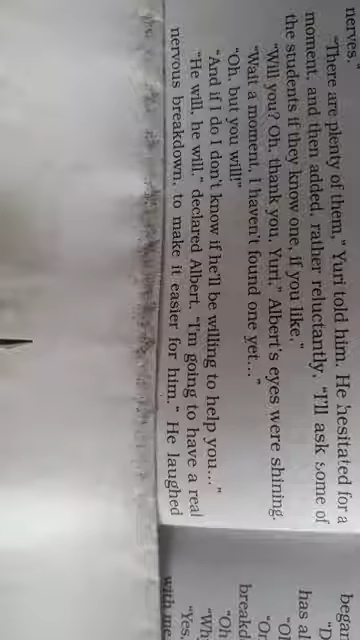 nerves."
"There are plenty of them," Yuri told him. He hesitated for a
moment, and then added, rather reluctantly, "I'll ask some of
the students if they know one, if you like."
"Will you? Oh, thank you, Yuri," Albert's eyes were shining.
"Wait a moment, I haven't found one yet..."
"Oh, but you will!"
"And if I do I don't know if he'll be willing to help you..."
"He will, he will," declared Albert. "I'm going to have a real
nervous breakdown, to make it easier for him." He laughed
began
"D
has al
"Ol
"Or
breakd
"Oh
"Wh
"Yes,
with me